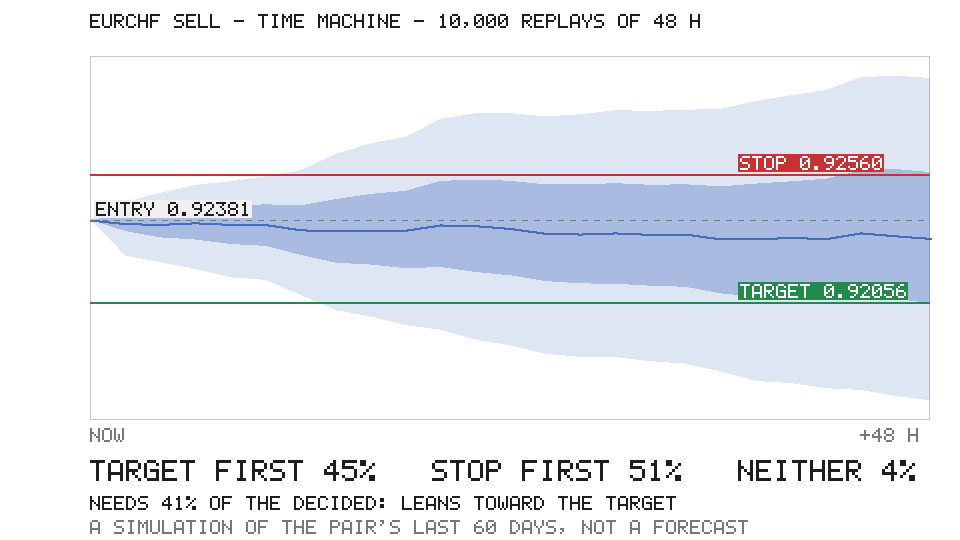 EURCHF SELL – TIME MACHINE – 10,000 REPLAYS OF 48 H
STOP 0.92560
ENTRY 0.92381
TARGET 0.92056
NOW +48 H
TARGET FIRST 45% STOP FIRST 51% NEITHER 4%
NEEDS 41% OF THE DECIDED: LEANS TOWARD THE TARGET
A SIMULATION OF THE PAIR'S LAST 60 DAYS, NOT A FORECAST